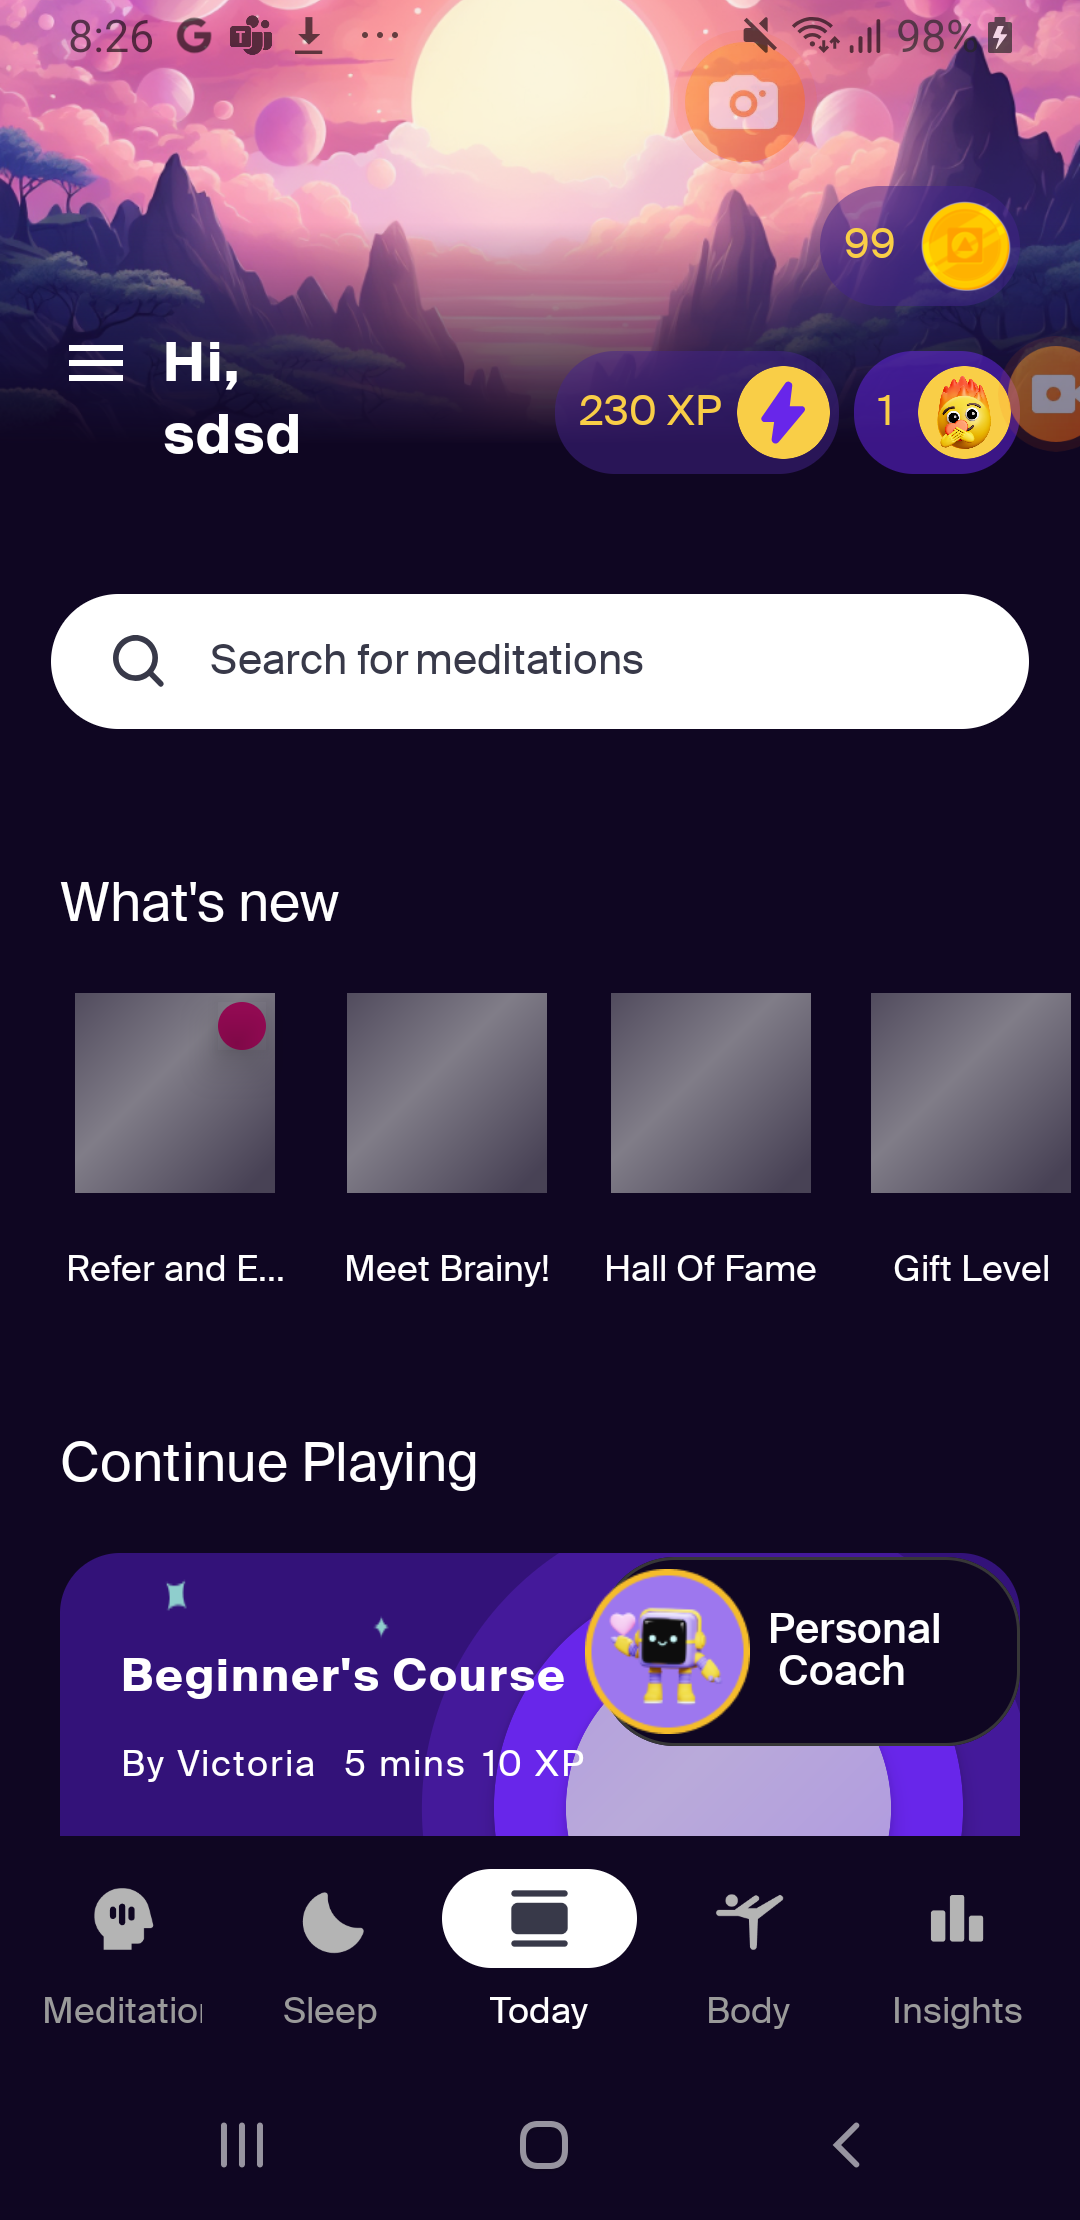 8:26
98%
99
Hi,
sdsd
230 XP
1
Search for meditations
What's new
Refer and E...
Meet Brainy!
Hall Of Fame
Gift Level
Continue Playing
Beginner's Course
By Victoria 5 mins 10 XP
Personal
Coach
Meditation
Sleep
Today
Body
Insights